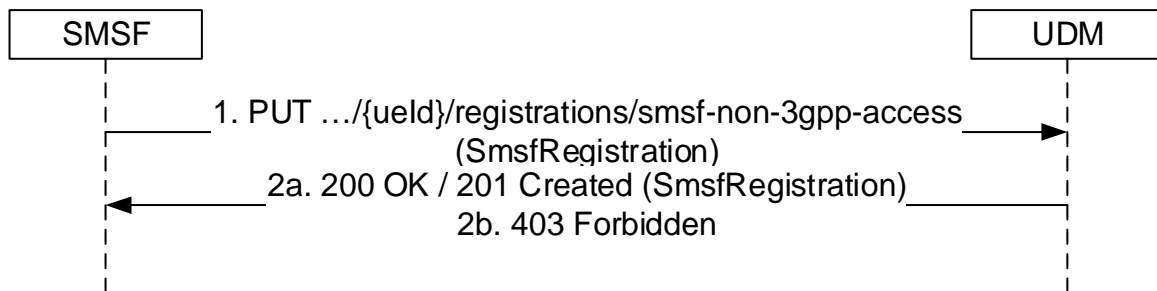 SMSF
UDM
1. PUT …/{ueId}/registrations/smsf-non-3gpp-access
(SmsfRegistration)
2a. 200 OK / 201 Created (SmsfRegistration)
2b. 403 Forbidden